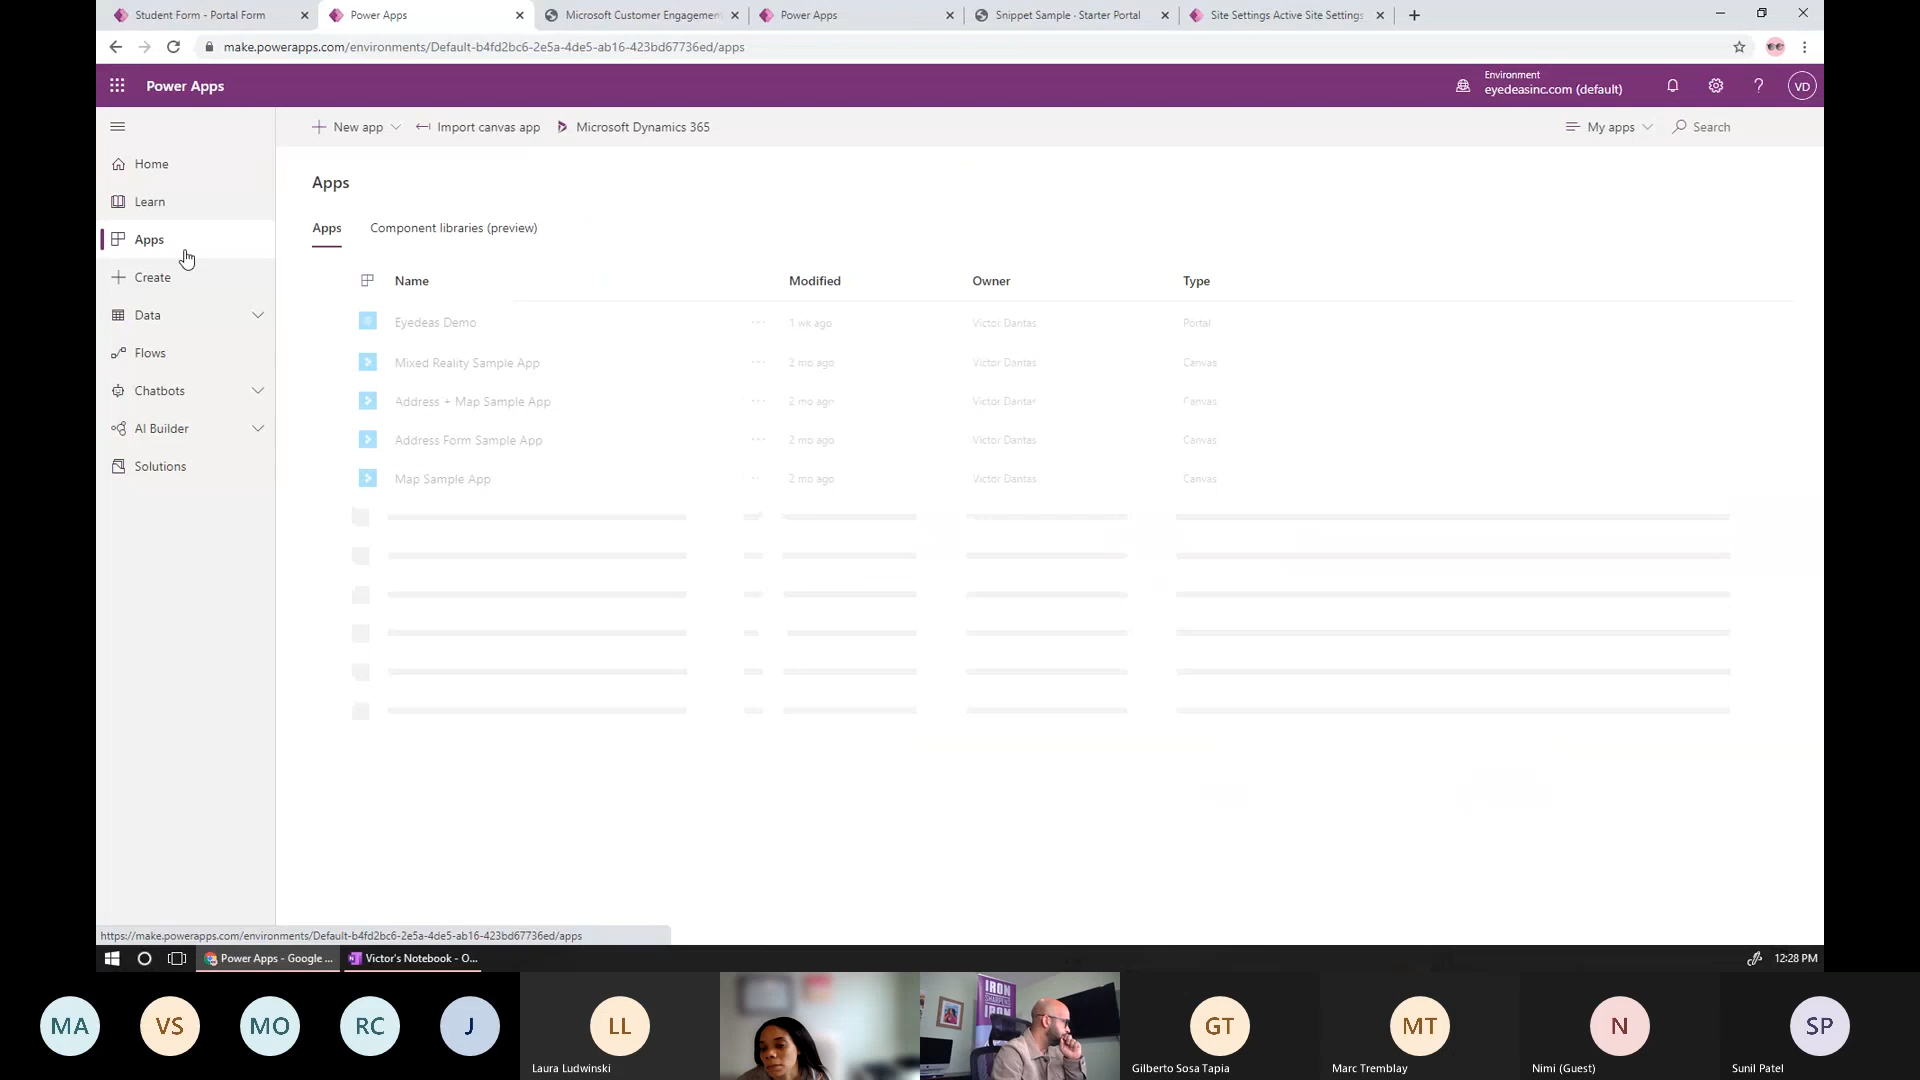 Student Form - Portal Form
Power Apps
Microsoft Customer Engagement
Power Apps
Snippet Sample · Starter Portal
Site Settings Active Site Settings
make.powerapps.com/environments/Default-b4fd2bc6-2e5a-4de5-ab16-423bd67736ed/apps
Power Apps
Environment
eyedeasinc.com (default)
VD
New app
Import canvas app
Microsoft Dynamics 365
My apps
Search
Home
Learn
Apps
Create
Data
Flows
Chatbots
AI Builder
Solutions
Apps
Apps
Component libraries (preview)
Name
Modified
Owner
Type
Eyedeas Demo
1 wk ago
Victor Dantas
Portal
Mixed Reality Sample App
2 mo ago
Victor Dantas
Canvas
Address + Map Sample App
2 mo ago
Victor Dantas
Canvas
Address Form Sample App
2 mo ago
Victor Dantas
Canvas
Map Sample App
2 mo ago
Victor Dantas
Canvas
https://make.powerapps.com/environments/Default-b4fd2bc6-2e5a-4de5-ab16-423bd67736ed/apps
Power Apps - Google ...
Victor's Notebook - O...
12:28 PM
MA
VS
MO
RC
J
LL
Laura Ludwinski
IRON
SHARPENS
IRON
GT
Gilberto Sosa Tapia
MT
Marc Tremblay
N
Nimi (Guest)
SP
Sunil Patel